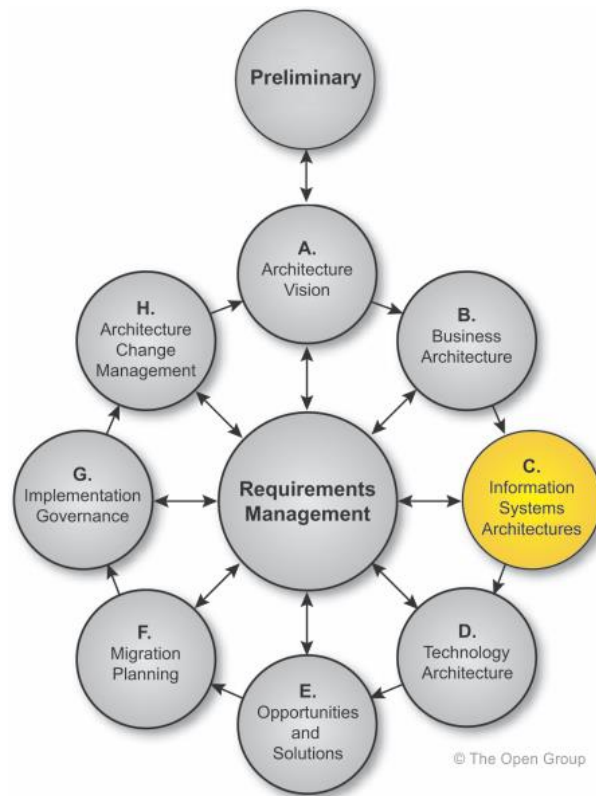 Preliminary
A.
Architecture
Vision
B.
Business
Architecture
C.
Information
Systems
Architectures
D.
Technology
Architecture
E.
Opportunities
and
Solutions
F.
Migration
Planning
G.
Implementation
Governance
H.
Architecture
Change
Management
Requirements
Management
© The Open Group